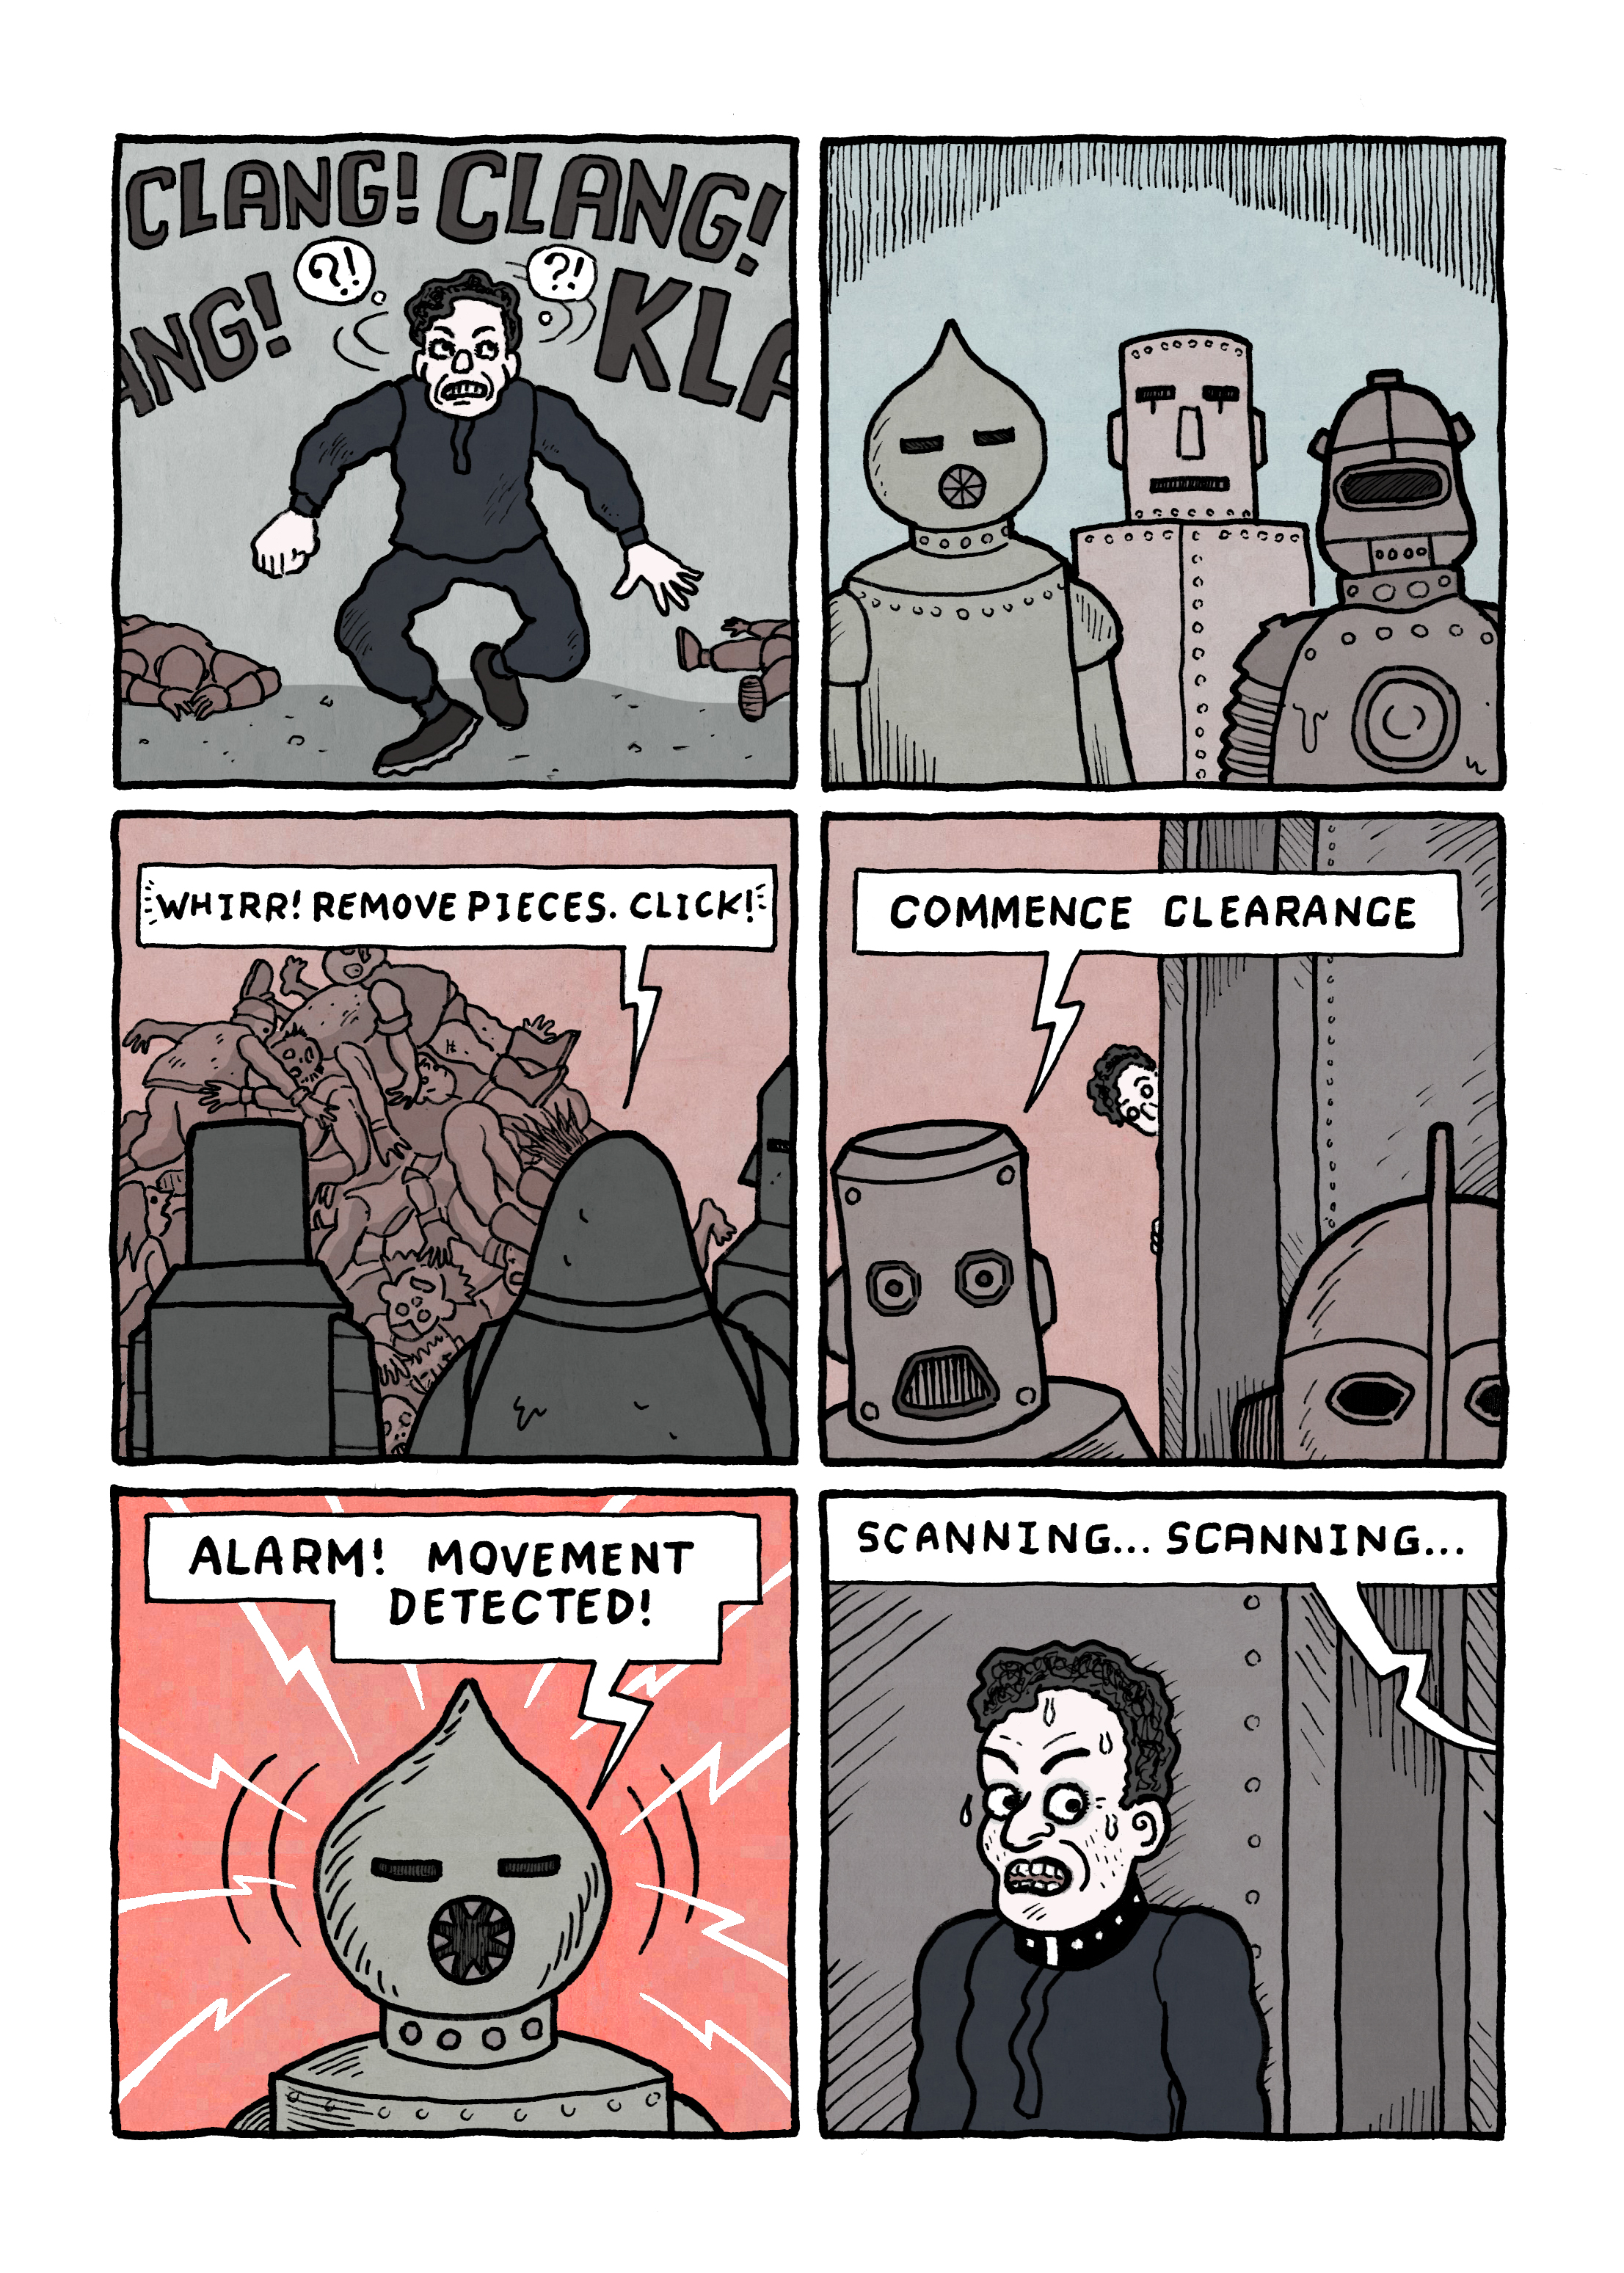 CLANG! CLANG!
?! ?!
ANG! KLA
WHIRR! REMOVE PIECES. CLICK!
COMMENCE CLEARANCE
ALARM! MOVEMENT
DETECTED!
SCANNING... SCANNING...